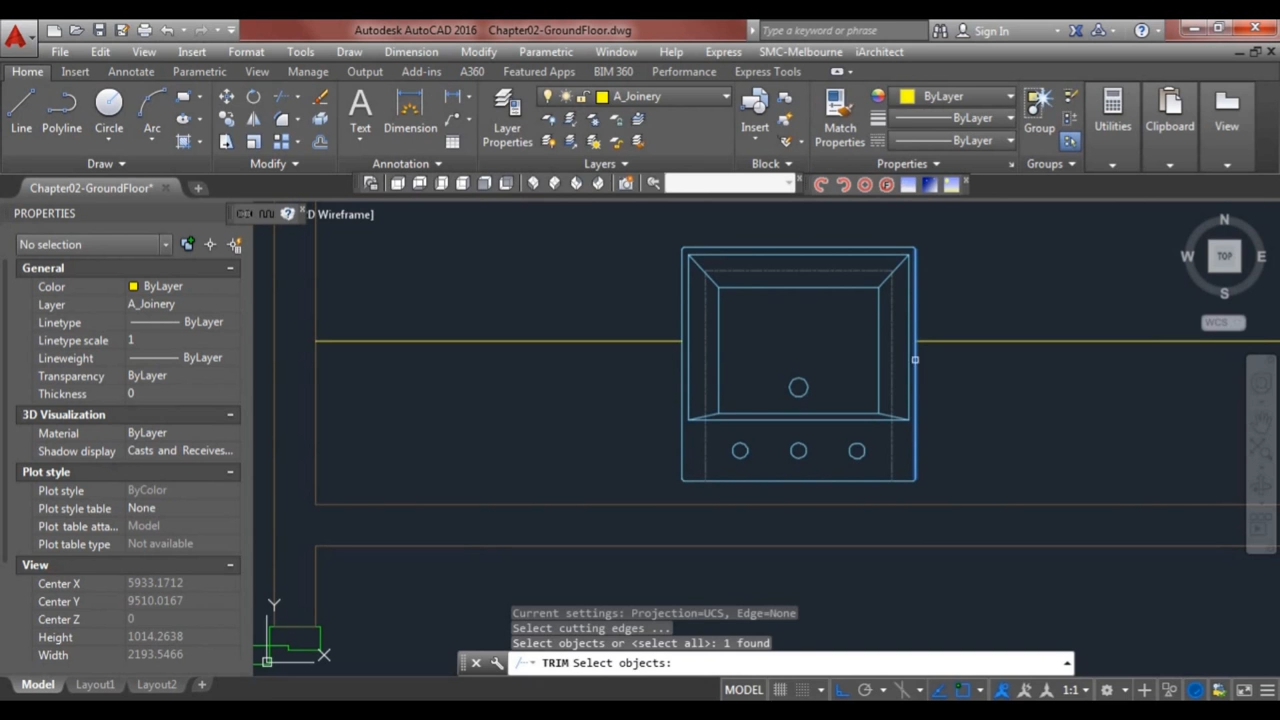 Autodesk AutoCAD 2016 Chapter02-GroundFloor.dwg
Type a keyword or phrase
Sign In
File Edit View Insert Format Tools Draw Dimension Modify Parametric Window Help Express SMC-Melbourne iArchitect
Home Insert Annotate Parametric View Manage Output Add-ins A360 Featured Apps BIM 360 Performance Express Tools
A_Joinery
ByLayer
ByLayer
ByLayer
Line Polyline Circle Arc
Text Dimension
Layer Properties
Insert
Match Properties
Group
Utilities
Clipboard
View
Draw Modify Annotation Layers Block Properties Groups
Chapter02-GroundFloor*
PROPERTIES
D Wireframe]
No selection
General
Color ByLayer
Layer A_Joinery
Linetype ByLayer
Linetype scale 1
Lineweight ByLayer
Transparency ByLayer
Thickness 0
3D Visualization
Material ByLayer
Shadow display Casts and Receives...
Plot style
Plot style ByColor
Plot style table None
Plot table atta... Model
Plot table type Not available
View
Center X 5933.1712
Center Y 9510.0167
Center Z 0
Height 1014.2638
Width 2193.5466
N
W TOP E
S
WCS
Y
X
Current settings: Projection=UCS, Edge=None
Select cutting edges ...
Select objects or <select all>: 1 found
TRIM Select objects:
Model Layout1 Layout2
MODEL
1:1